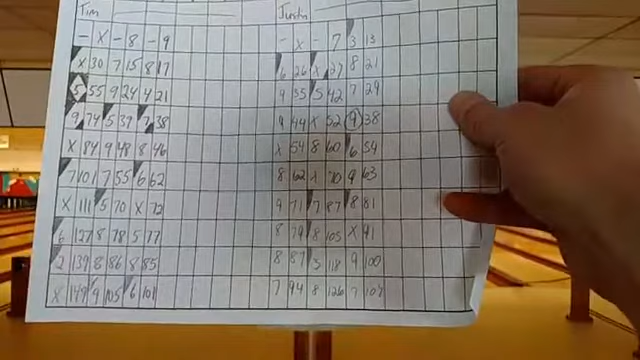 Tim Justin
- X - 8 - 9 - X - 7 3 13
X 30 7 15 8 17 6 26 X 27 8 21
5 55 9 24 4 21 9 35 5 42 7 29
9 74 5 37 7 38 9 44 X 52 9 38
X 84 9 48 8 46 X 54 8 60 6 54
7 101 7 55 6 62 8 62 X 70 9 63
X 111 5 70 X 72 9 71 7 87 8 81
6 127 8 78 5 77 8 79 8 105 X 91
2 139 8 86 8 85 8 87 3 118 9 100
8 147 9 105 6 101 7 94 8 126 7 107